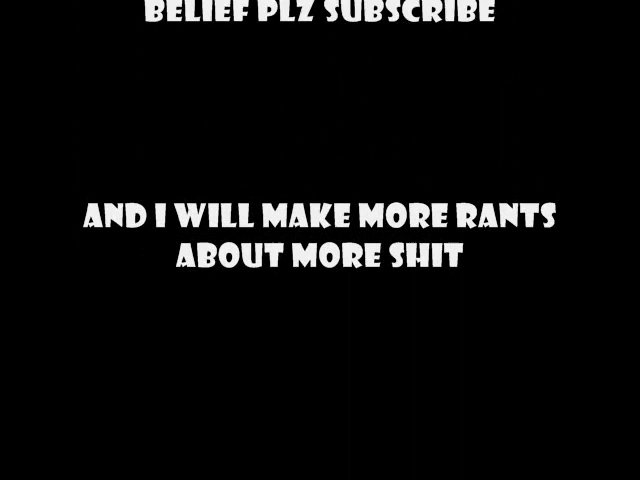 BELIEF PLZ SUBSCRIBE
AND I WILL MAKE MORE RANTS
ABOUT MORE SHIT